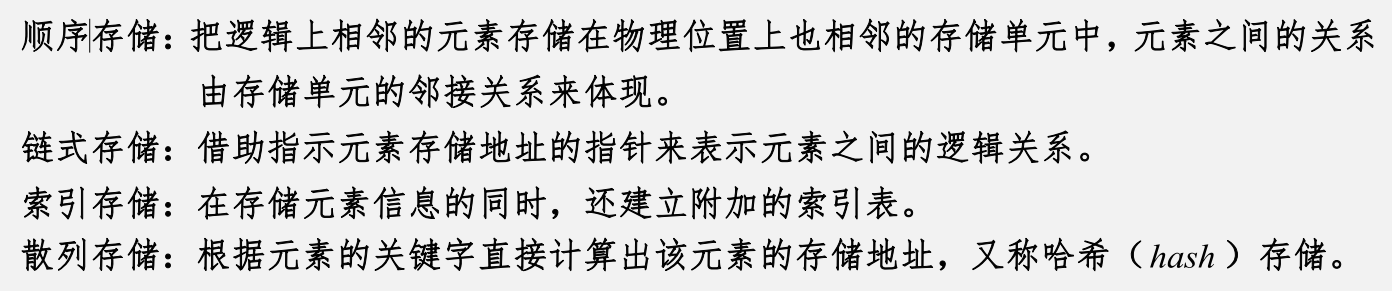 顺序存储：把逻辑上相邻的元素存储在物理位置上也相邻的存储单元中，元素之间的关系
由存储单元的邻接关系来体现。
链式存储：借助指示元素存储地址的指针来表示元素之间的逻辑关系。
索引存储：在存储元素信息的同时，还建立附加的索引表。
散列存储：根据元素的关键字直接计算出该元素的存储地址，又称哈希（hash）存储。